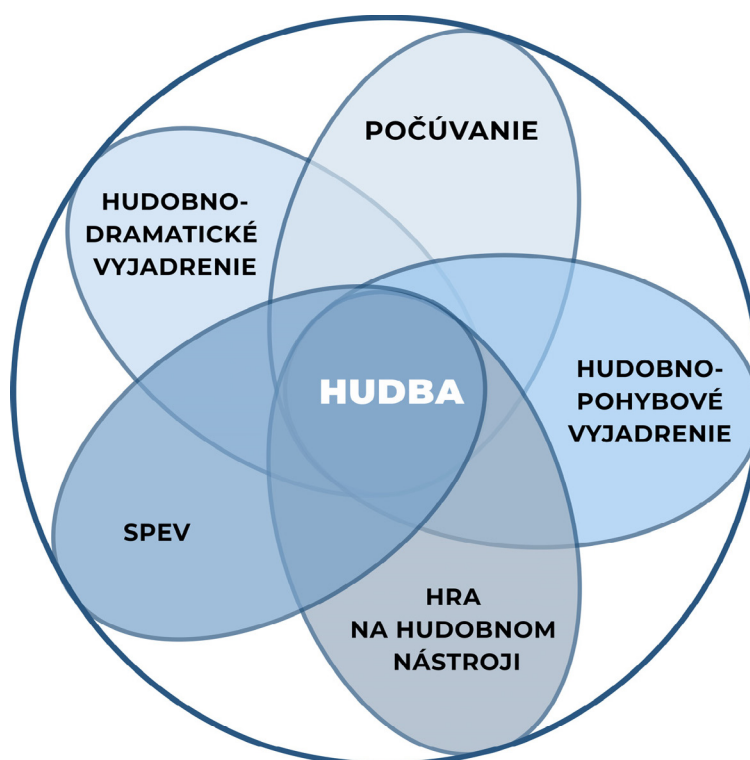 POČÚVANIE
HUDOBNO-
DRAMATICKÉ
VYJADRENIE
HUDBA
HUDOBNO-
POHYBOVÉ
VYJADRENIE
SPEV
HRA
NA HUDOBNOM
NÁSTROJI